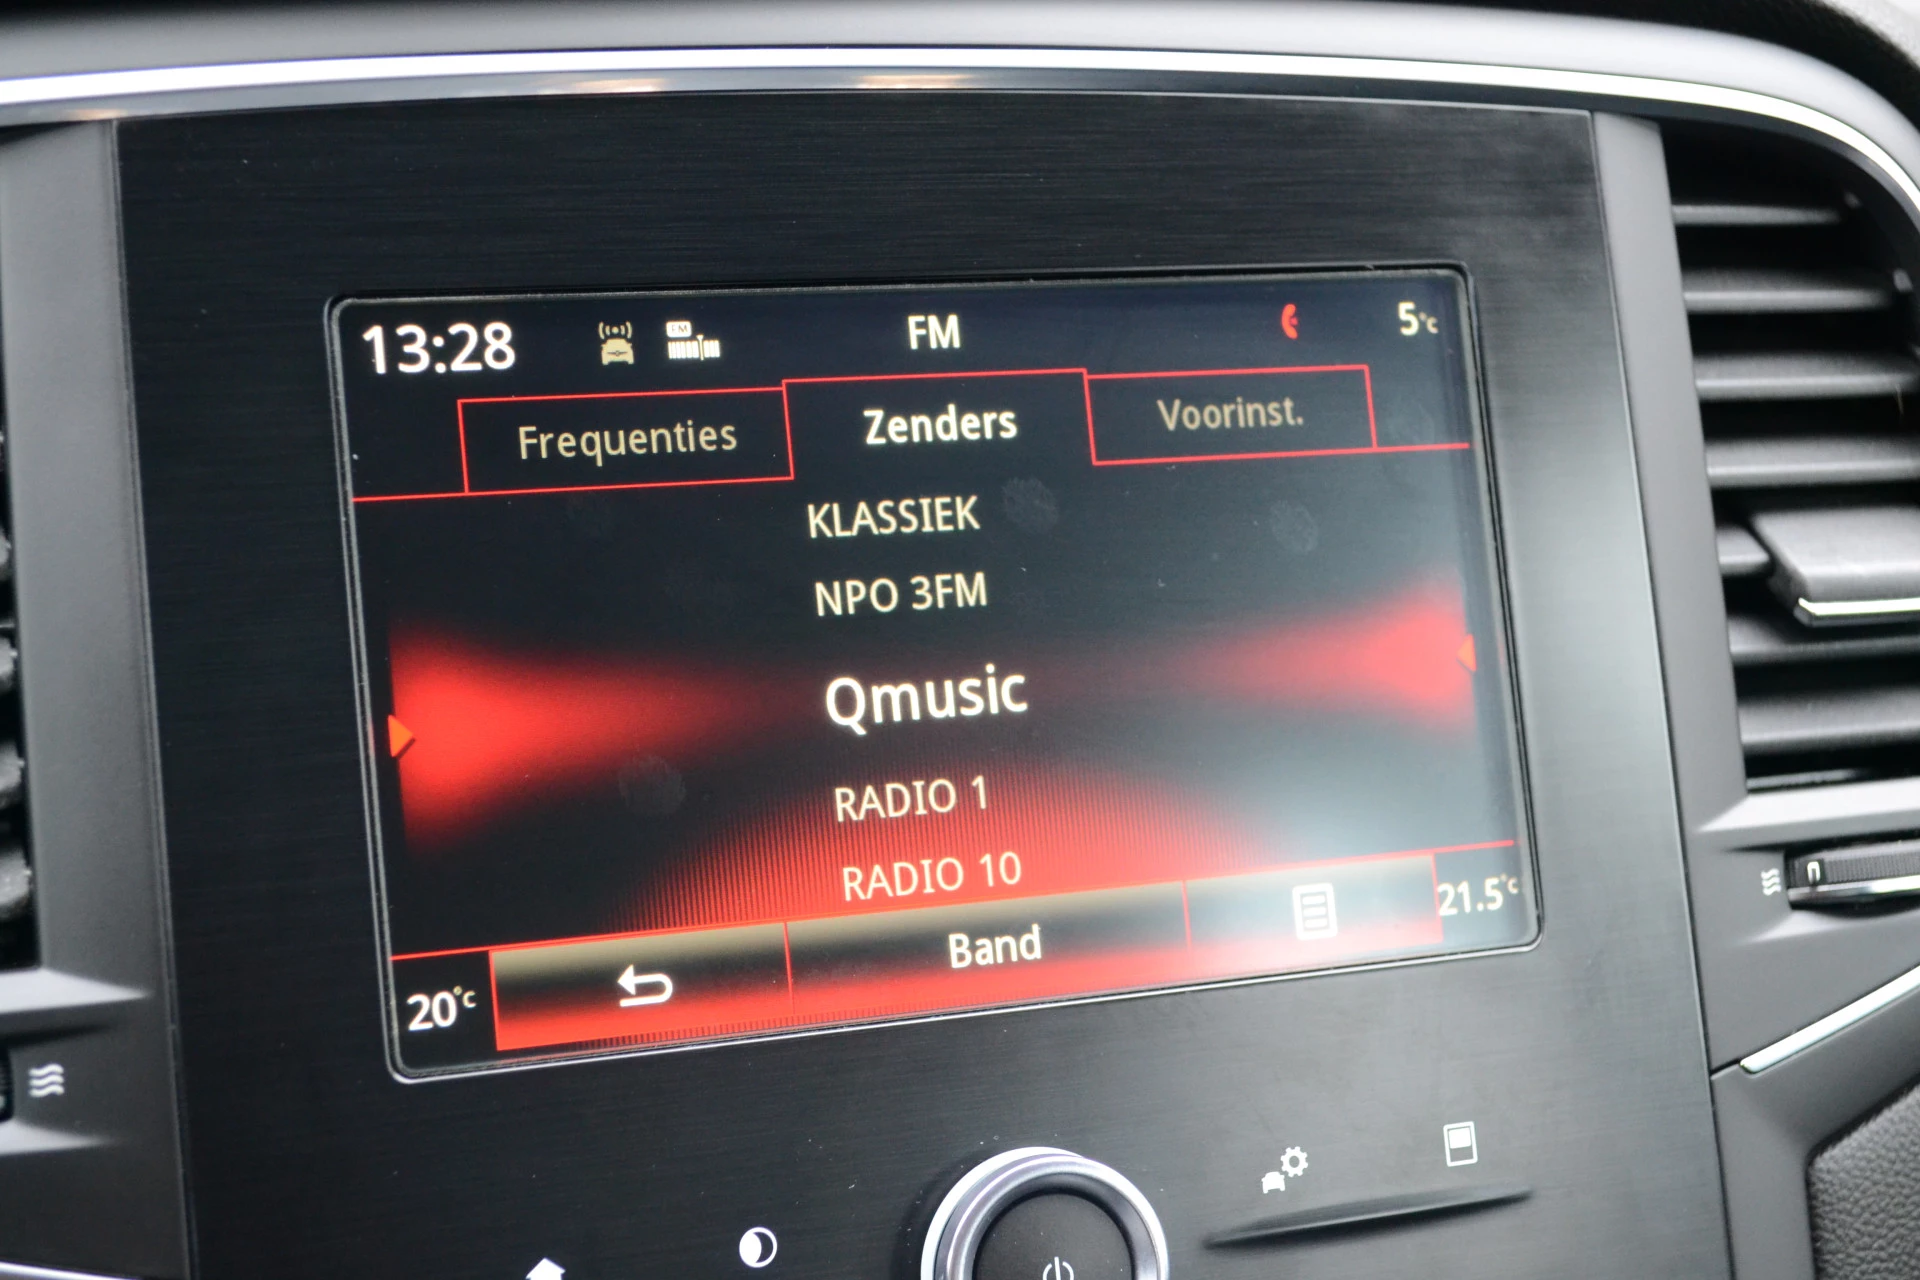 13:28 FM FM 5°C
Frequenties Zenders Voorinst.
KLASSIEK
NPO 3FM
Qmusic
RADIO 1
RADIO 10
20°C Band 21.5°C